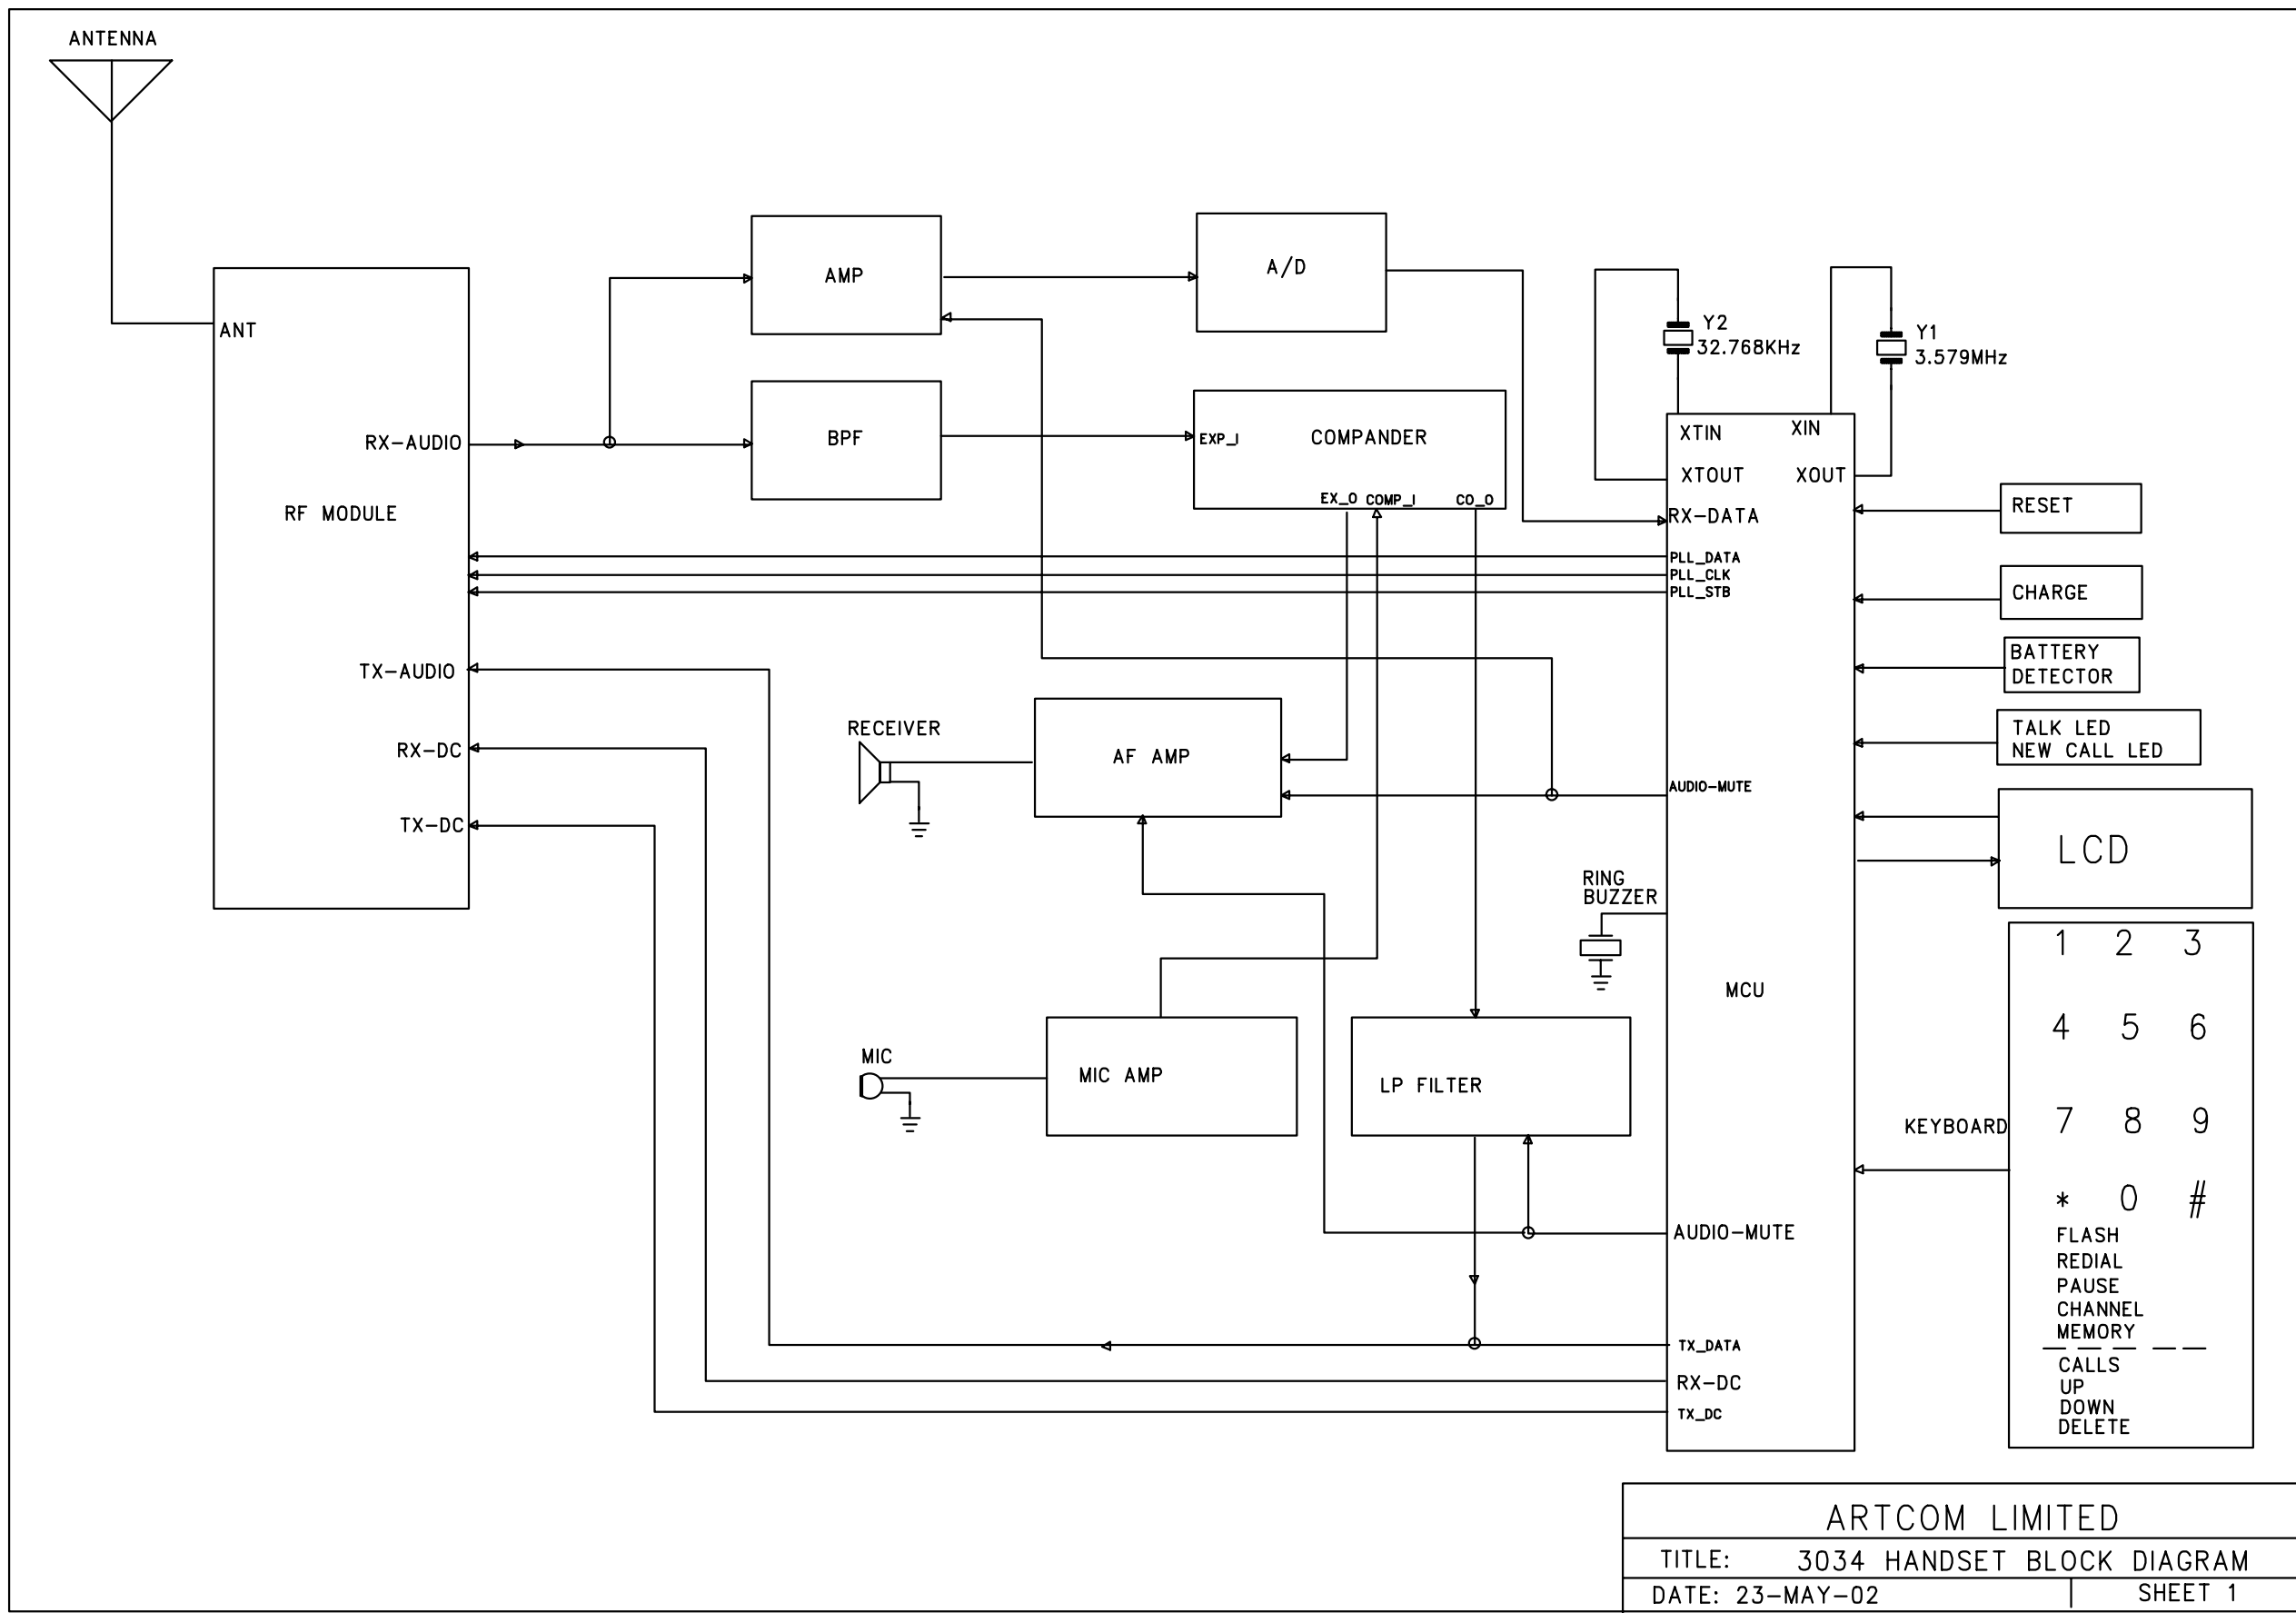 ANTENNA
ANT
RX-AUDIO
RF MODULE
TX-AUDIO
RX-DC
TX-DC
AMP
BPF
A/D
EXP_I
COMPANDER
EX_O
COMP_I
CO_O
RECEIVER
AF AMP
MIC
MIC AMP
LP FILTER
Y2
32.768KHz
Y1
3.579MHz
XTIN
XIN
XTOUT
XOUT
RX-DATA
PLL_DATA
PLL_CLK
PLL_STB
AUDIO-MUTE
RING
BUZZER
MCU
AUDIO-MUTE
TX_DATA
RX-DC
TX_DC
RESET
CHARGE
BATTERY
DETECTOR
TALK LED
NEW CALL LED
LCD
KEYBOARD
1 2 3
4 5 6
7 8 9
* 0 #
FLASH
REDIAL
PAUSE
CHANNEL
MEMORY
CALLS
UP
DOWN
DELETE
ARTCOM LIMITED
TITLE: 3034 HANDSET BLOCK DIAGRAM
DATE: 23-MAY-02
SHEET 1